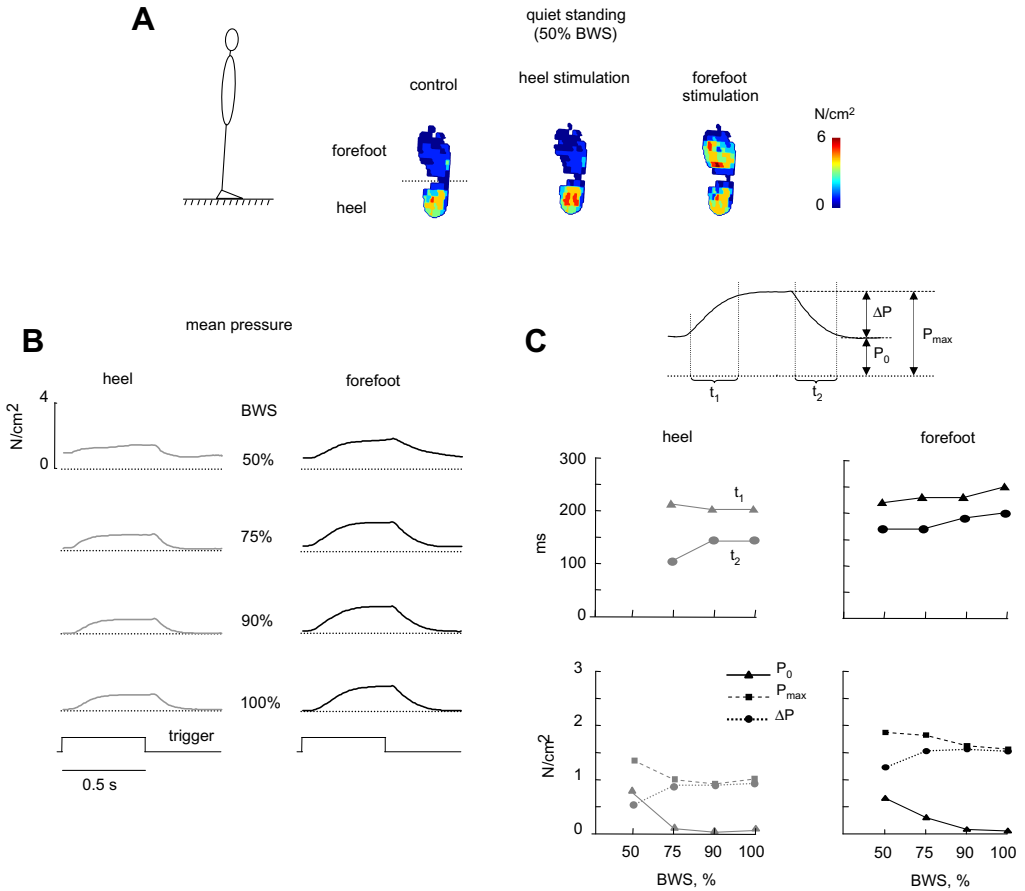 A
quiet standing
(50% BWS)
control
heel stimulation
forefoot
stimulation
N/cm²
6
0
forefoot
heel
B
mean pressure
heel
forefoot
BWS
4
N/cm²
0
50%
75%
90%
100%
trigger
0.5 s
C
ΔP
Pmax
P0
t1
t2
heel
forefoot
300
200
100
0
ms
t1
t2
3
2
1
0
N/cm²
P0
Pmax
ΔP
50
75
90
100
BWS, %
50
75
90
100
BWS, %